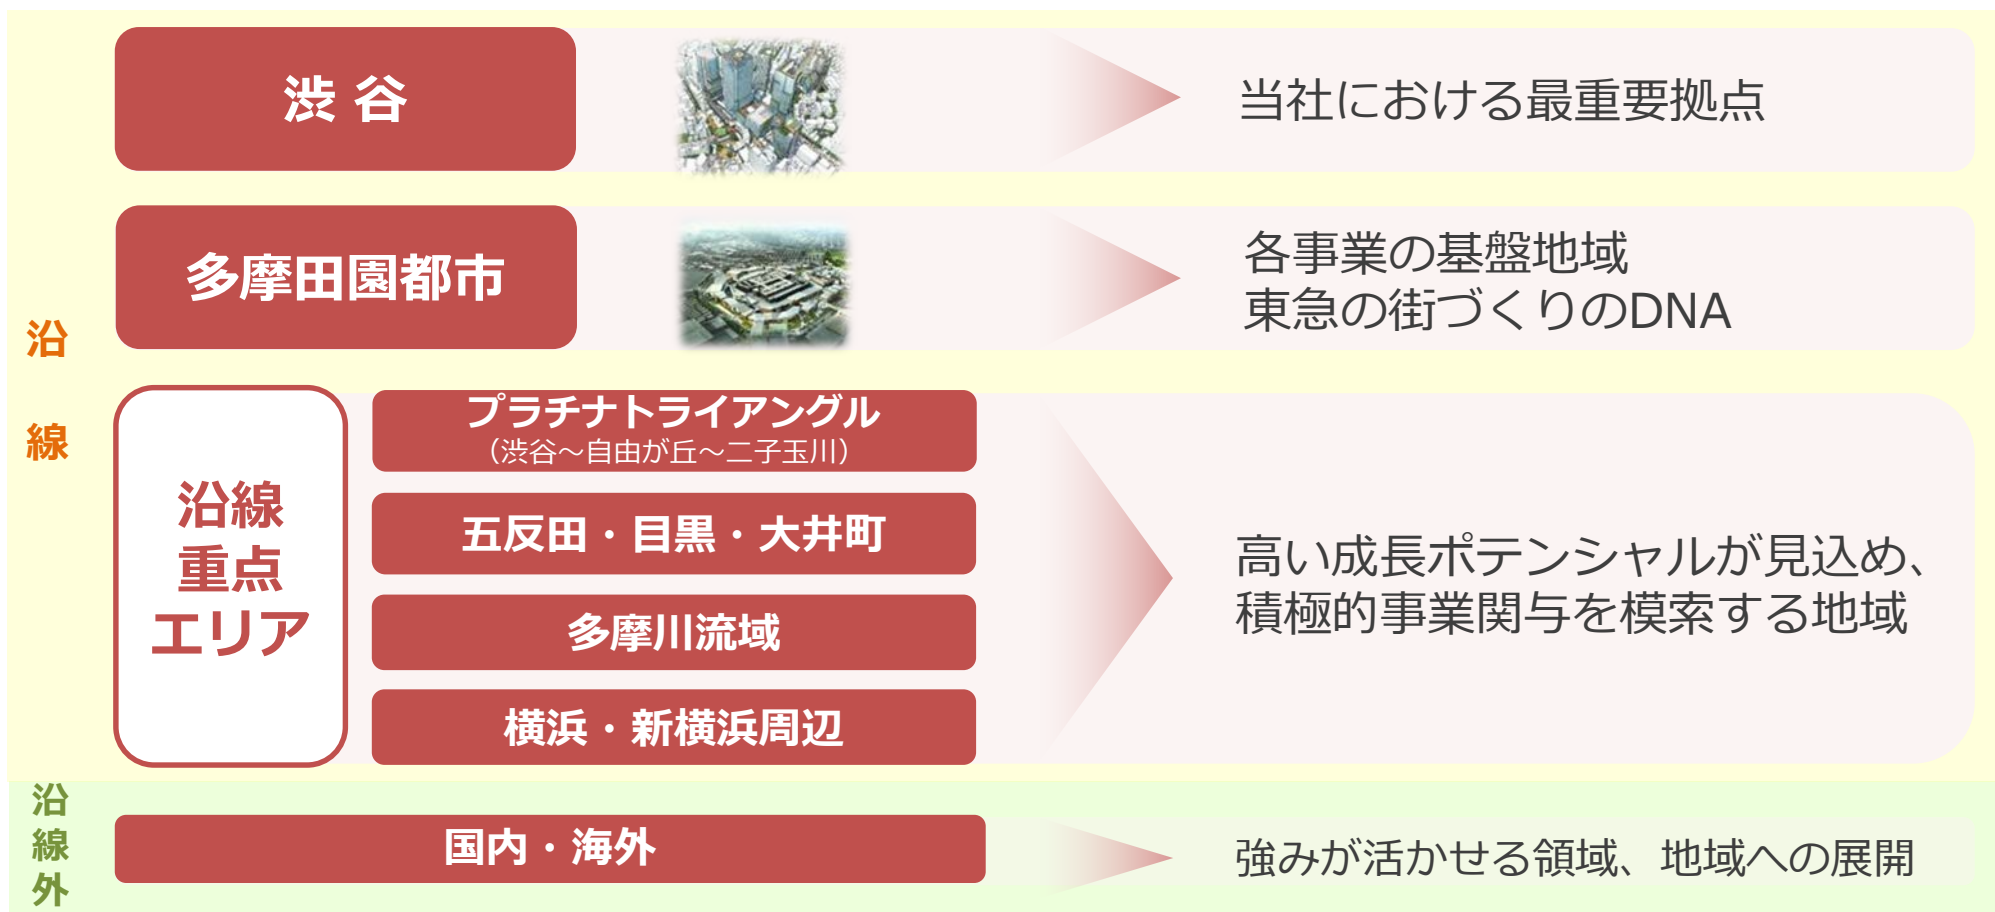 沿線
渋 谷
当社における最重要拠点
多摩田園都市
各事業の基盤地域
東急の街づくりのDNA
沿線
重点
エリア
プラチナトライアングル
（渋谷～自由が丘～二子玉川）
五反田・目黒・大井町
多摩川流域
横浜・新横浜周辺
高い成長ポテンシャルが見込め、
積極的事業関与を模索する地域
沿線外
国内・海外
強みが活かせる領域、地域への展開